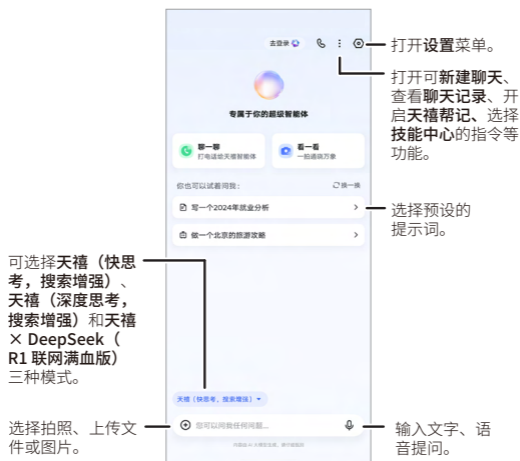 去登录
专属于你的超级智能体
聊一聊
打电话给天禧智能体
看一看
一拍通晓万象
你也可以试着问我：
换一换
写一个2024年就业分析
做一个北京的旅游攻略
天禧（快思考，搜索增强）
您可以问我任何问题...
打开设置菜单。
打开可新建聊天、
查看聊天记录、开
启天禧帮记、选择
技能中心的指令等
功能。
选择预设的
提示词。
可选择天禧（快思
考，搜索增强）、
天禧（深度思考，
搜索增强）和天禧
× DeepSeek（
R1 联网满血版）
三种模式。
选择拍照、上传文
件或图片。
输入文字、语
音提问。